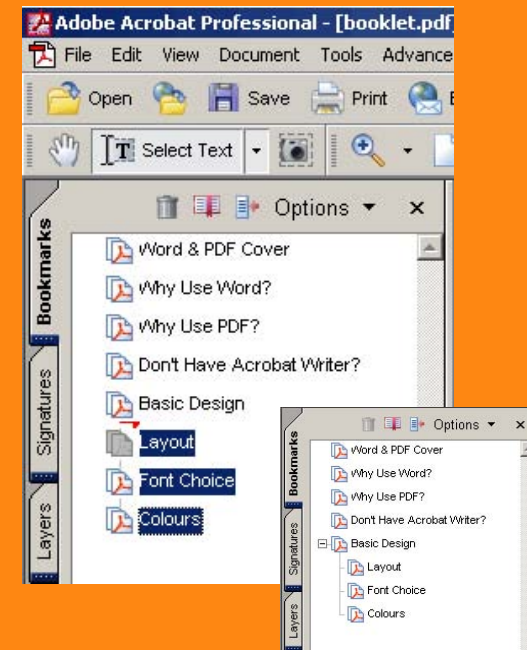 Adobe Acrobat Professional - [booklet.pdf]
File Edit View Document Tools Advance
Open Save Print
Select Text
Options
Bookmarks
Word & PDF Cover
Why Use Word?
Why Use PDF?
Don't Have Acrobat Writer?
Basic Design
Layout
Font Choice
Colours
Signatures
Layers
Options
Bookmarks
Word & PDF Cover
Why Use Word?
Why Use PDF?
Don't Have Acrobat Writer?
Basic Design
Layout
Font Choice
Colours
Signatures
Layers